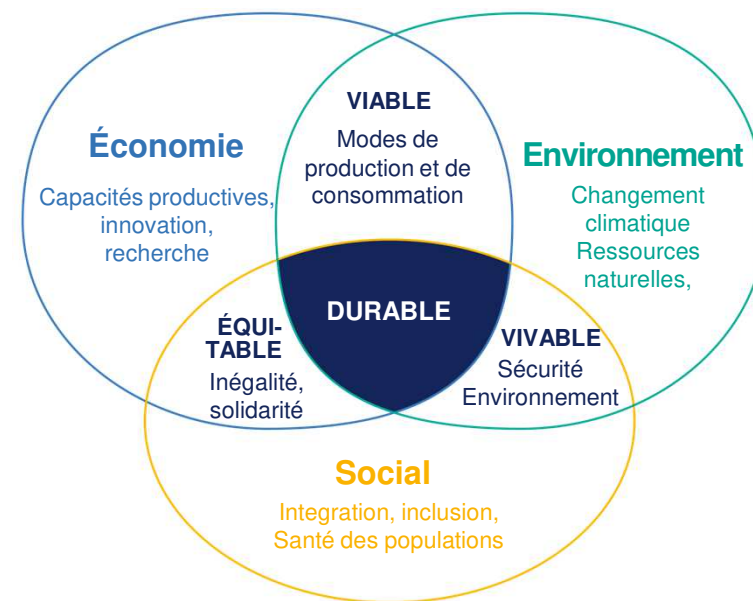 VIABLE
Modes de
production et de
consommation
Économie
Capacités productives,
innovation,
recherche
Environnement
Changement
climatique
Ressources
naturelles,
DURABLE
ÉQUI-
TABLE
Inégalité,
solidarité
VIVABLE
Sécurité
Environnement
Social
Integration, inclusion,
Santé des populations